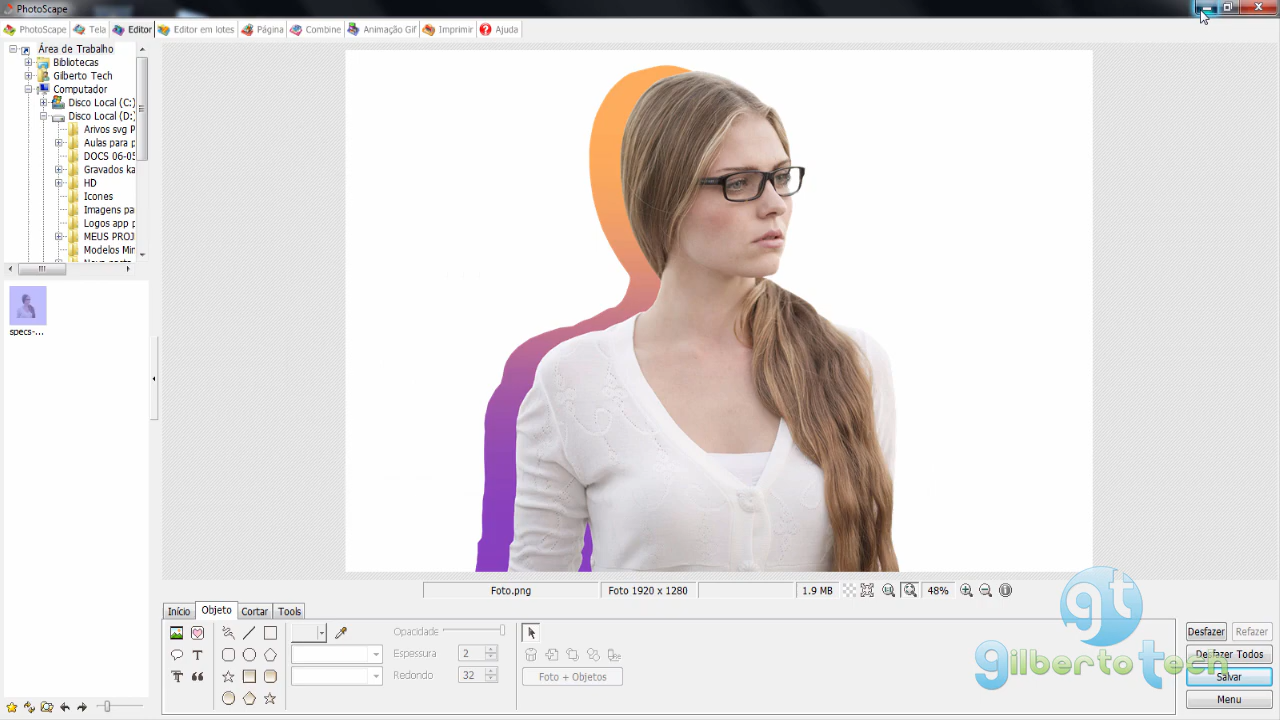 PhotoScape
PhotoScape Tela Editor Editor em lotes Página Combine Animação Gif Imprimir Ajuda
Área de Trabalho
Bibliotecas
Gilberto Tech
Computador
Disco Local (C:)
Disco Local (D:
Arivos svg P
Aulas para p
DOCS 06-05
Gravados ka
HD
Icones
Imagens pa
Logos app p
MEUS PROJ
Modelos Min
specs-...
Foto.png Foto 1920 x 1280 1.9 MB 48%
Início Objeto Cortar Tools
Opacidade
Espessura 2
Redondo 32
Foto + Objetos
Desfazer Refazer
Desfazer Todos
Salvar
Menu
gt
gilberto tech